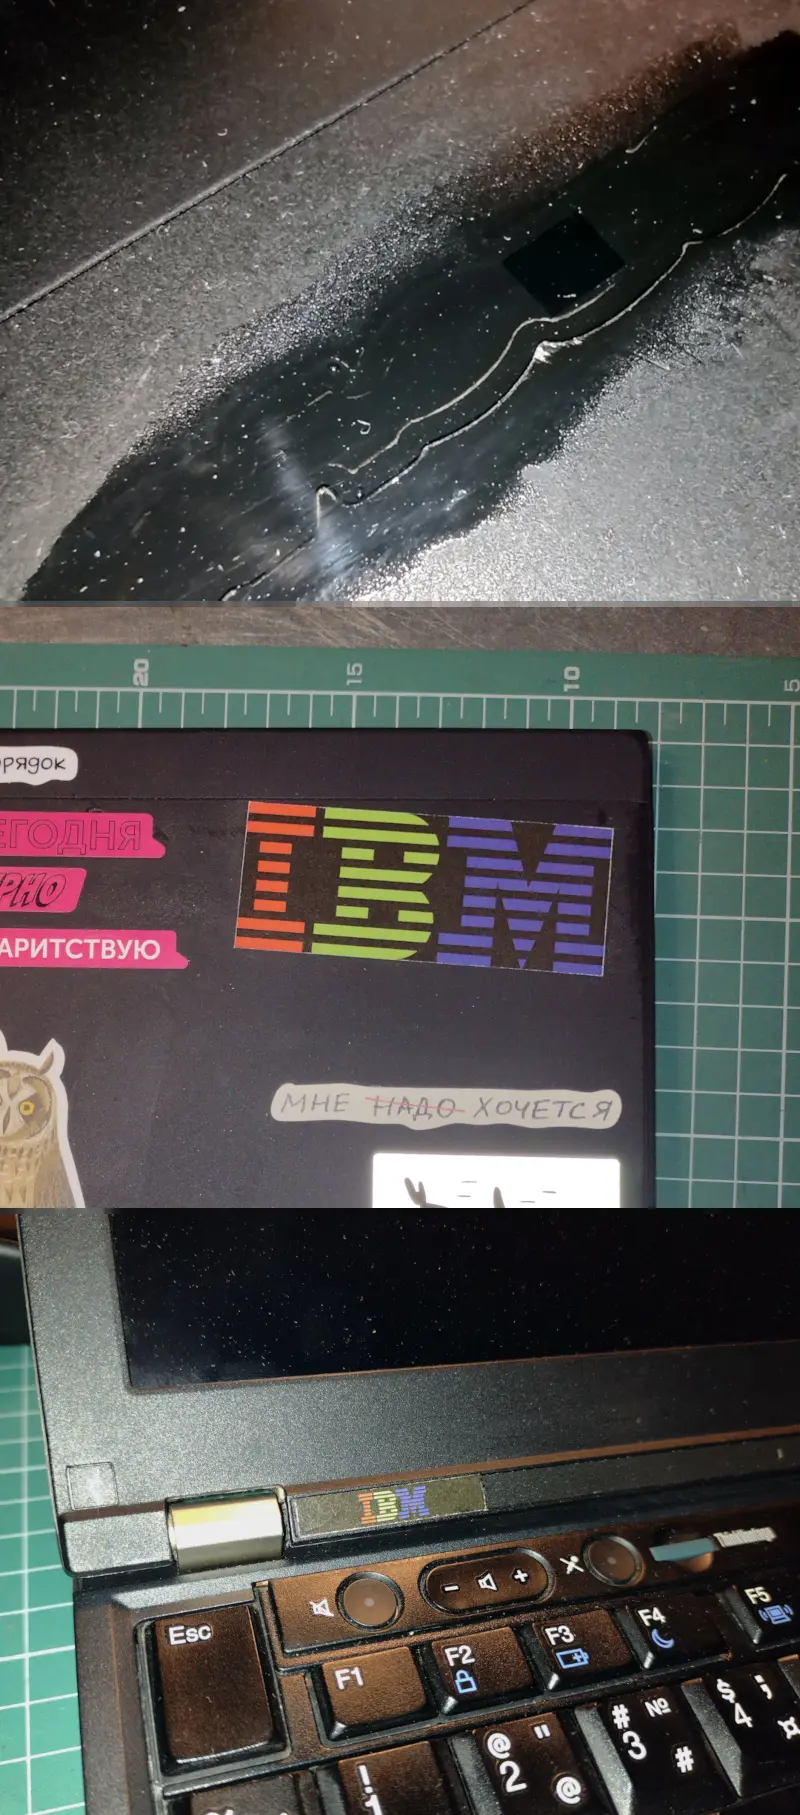 20
15
10
5
орядок
ЕГОДНЯ
РНО
АРИТСТВУЮ
IBM
МНЕ НАДО ХОЧЕТСЯ
IBM
ThinkVantage
- +
Esc
F1
F2
F3
F4
F5
!
1
@ "
2 @
# №
3 #
§ ;
4 ¤
~